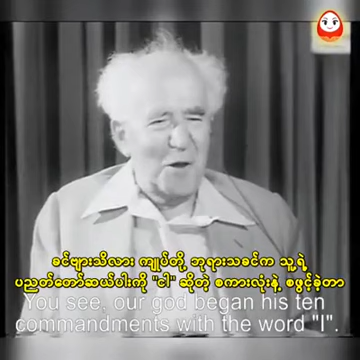 ခင်ဗျားသိလား ကျုပ်တို့ ဘုရားသခင်က သူ့ရဲ့
ပညတ်တော်ဆယ်ပါးကို "ငါ" ဆိုတဲ့ စကားလုံးနဲ့ စဖွင့်ခဲ့တာ
You see, our god began his ten
commandments with the word "I".